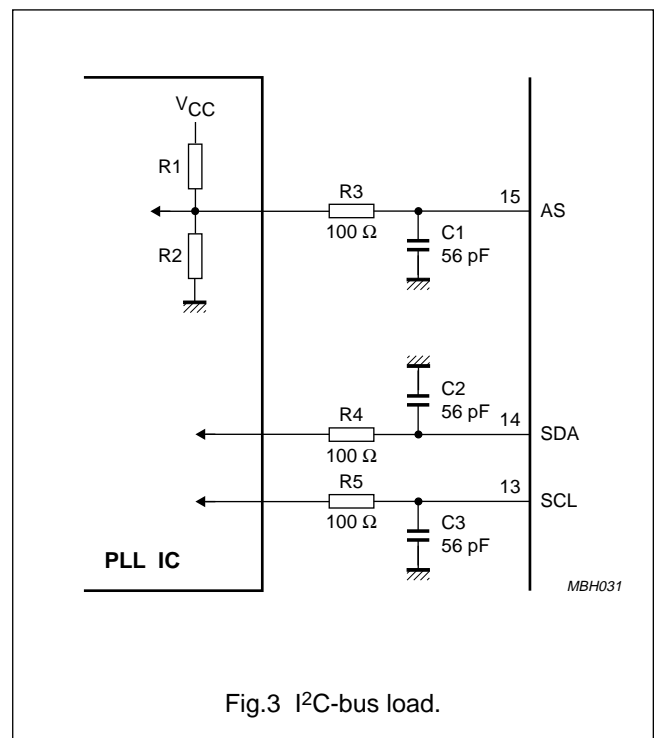 VCC
R1
R2
R3
100 Ω
C1
56 pF
15
AS
C2
56 pF
R4
100 Ω
14
SDA
R5
100 Ω
C3
56 pF
13
SCL
PLL IC
MBH031
Fig.3 I²C-bus load.